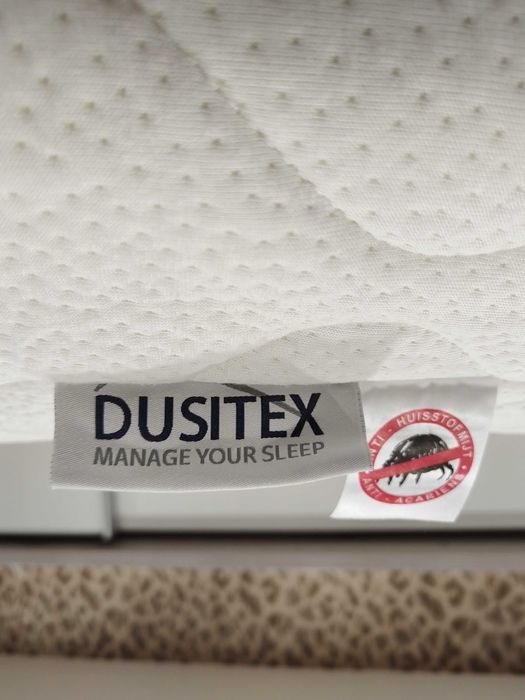 DUSITEX
MANAGE YOUR SLEEP
ANTI - HUISSTOFMIJT
ANTI - ACARIENS